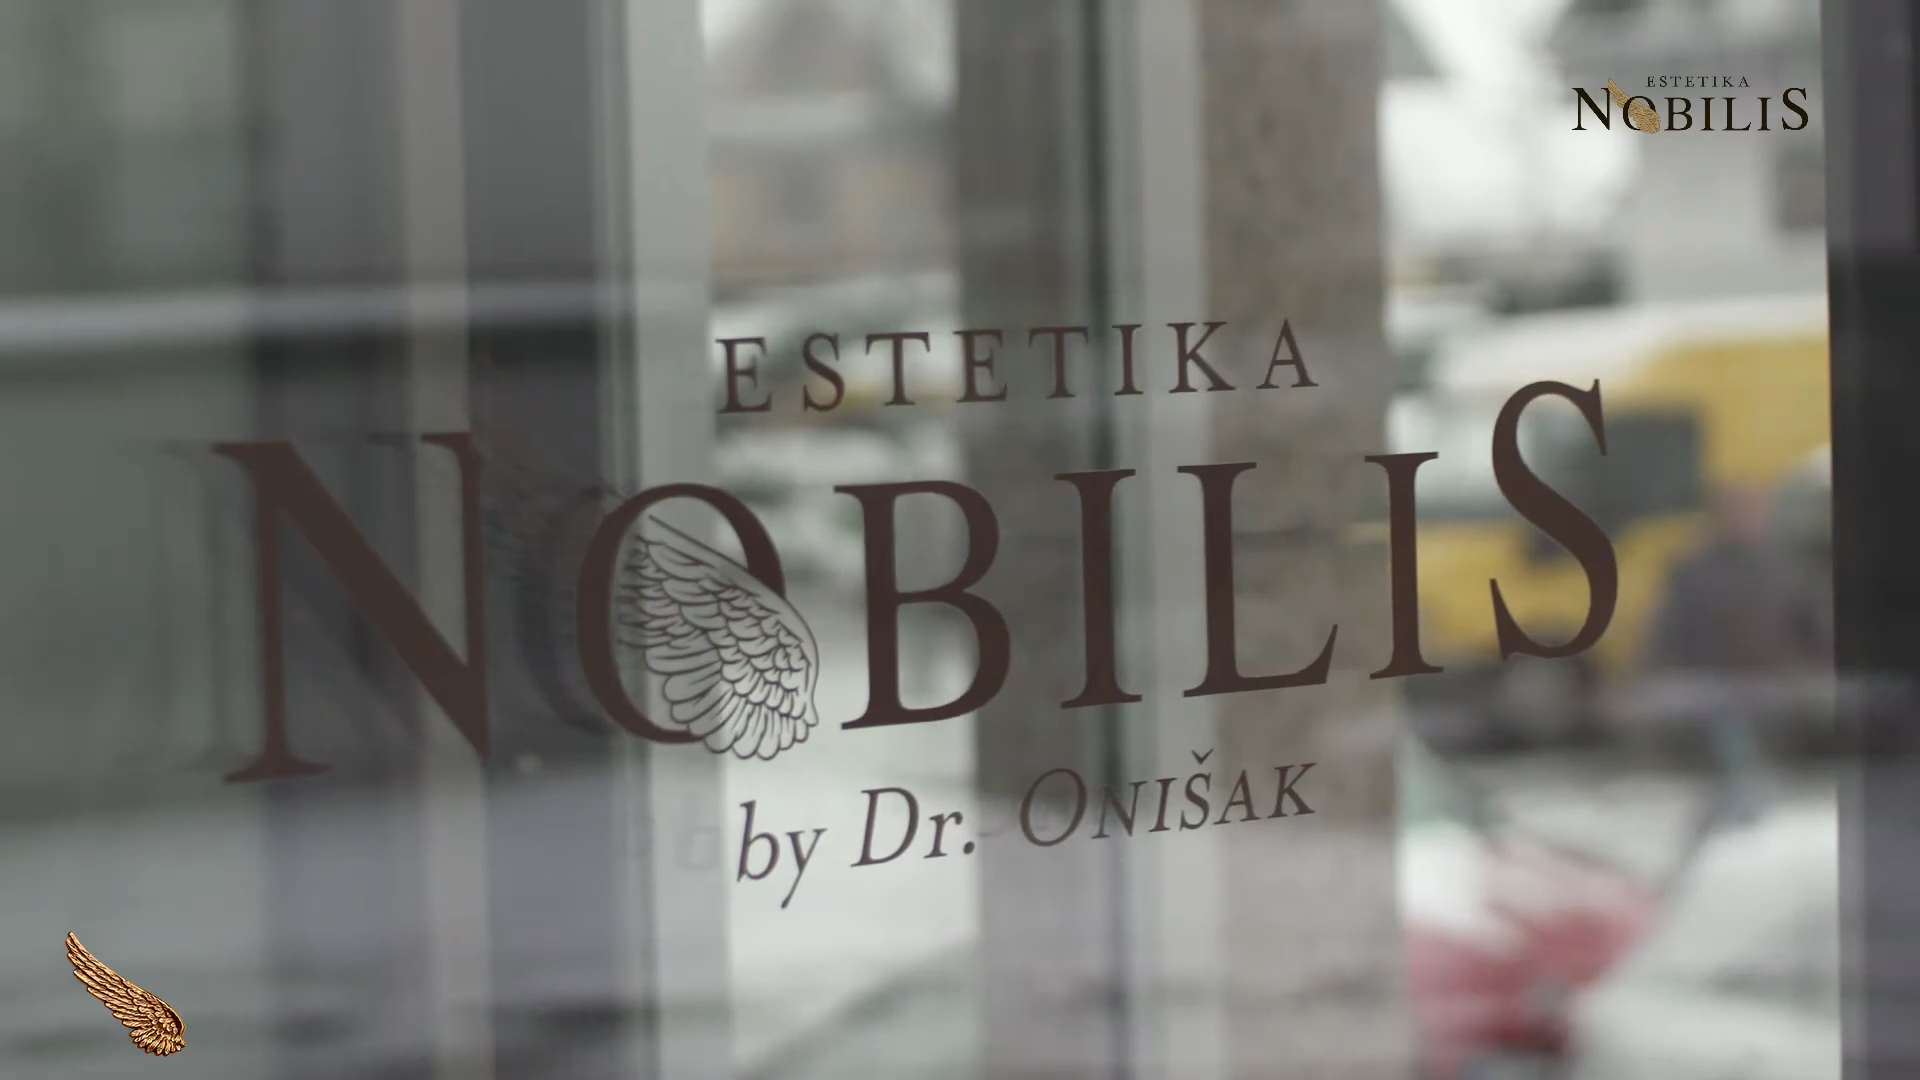 ESTETIKA
NOBILIS
ESTETIKA
NOBILIS
by Dr. ONIŠAK